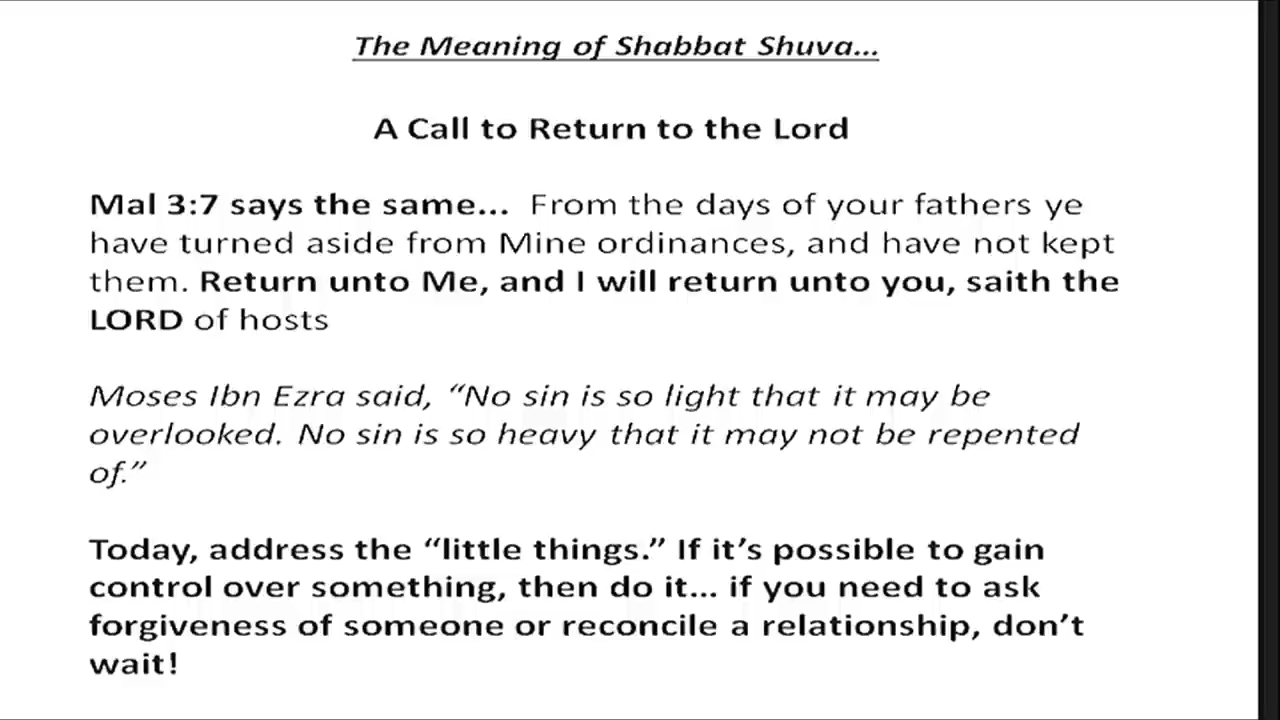 The Meaning of Shabbat Shuva...
A Call to Return to the Lord
Mal 3:7 says the same... From the days of your fathers ye
have turned aside from Mine ordinances, and have not kept
them. Return unto Me, and I will return unto you, saith the
LORD of hosts
Moses Ibn Ezra said, “No sin is so light that it may be
overlooked. No sin is so heavy that it may not be repented
of.”
Today, address the “little things.” If it’s possible to gain
control over something, then do it... if you need to ask
forgiveness of someone or reconcile a relationship, don’t
wait!